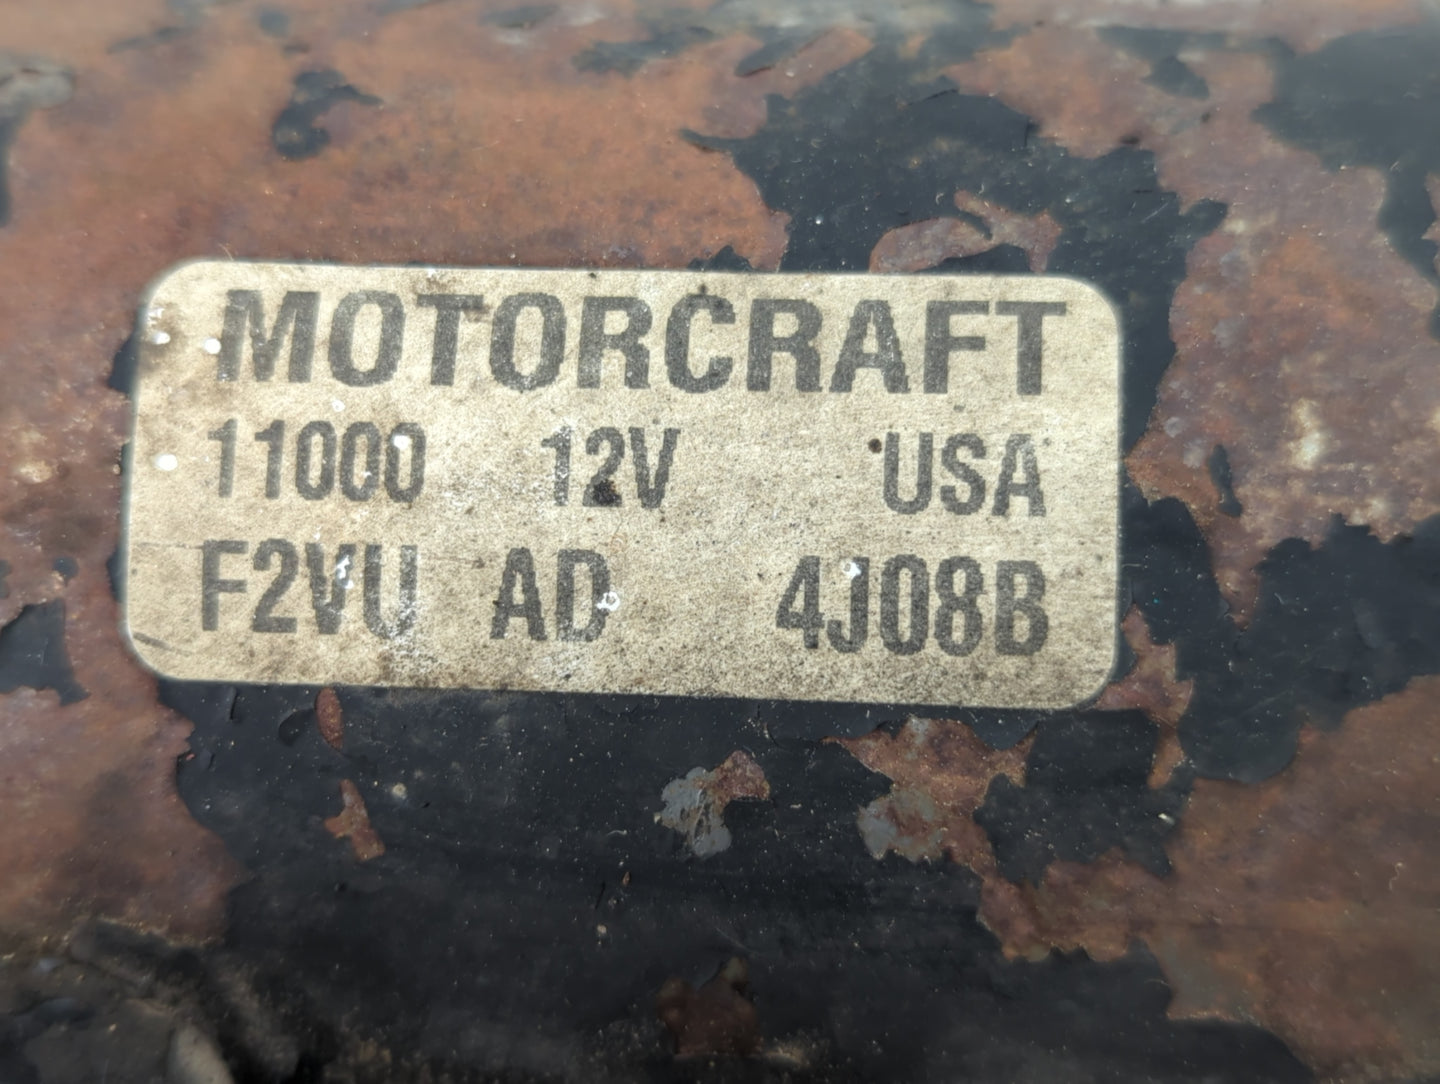 MOTORCRAFT
11000 12V USA
F2VU AD 4J08B